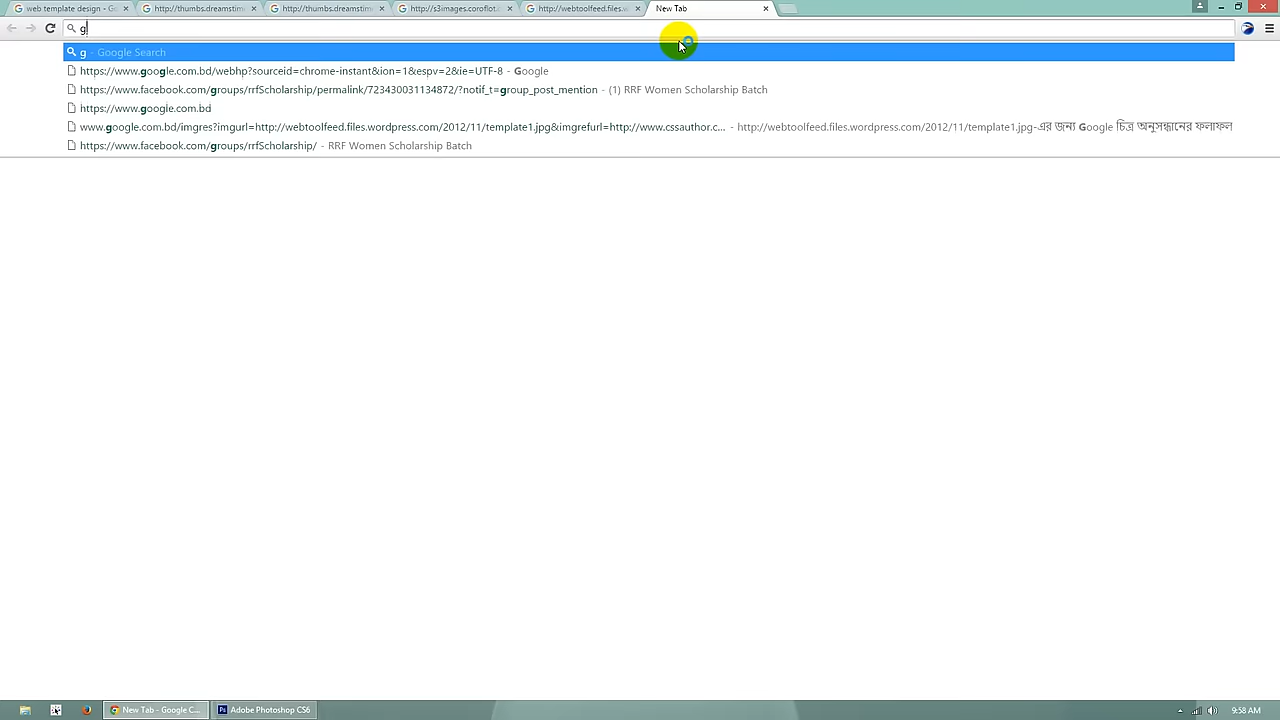 web template design - Go
http://thumbs.dreamstim
http://thumbs.dreamstim
http://s3images.coroflot.
http://webtoolfeed.files.w
New Tab
g
g - Google Search
https://www.google.com.bd/webhp?sourceid=chrome-instant&ion=1&espv=2&ie=UTF-8 - Google
https://www.facebook.com/groups/rrfScholarship/permalink/723430031134872/?notif_t=group_post_mention - (1) RRF Women Scholarship Batch
https://www.google.com.bd
www.google.com.bd/imgres?imgurl=http://webtoolfeed.files.wordpress.com/2012/11/template1.jpg&imgrefurl=http://www.cssauthor.c... - http://webtoolfeed.files.wordpress.com/2012/11/template1.jpg-এর জন্য Google চিত্র অনুসন্ধানের ফলাফল
https://www.facebook.com/groups/rrfScholarship/ - RRF Women Scholarship Batch
New Tab - Google C...
Adobe Photoshop CS6
9:58 AM